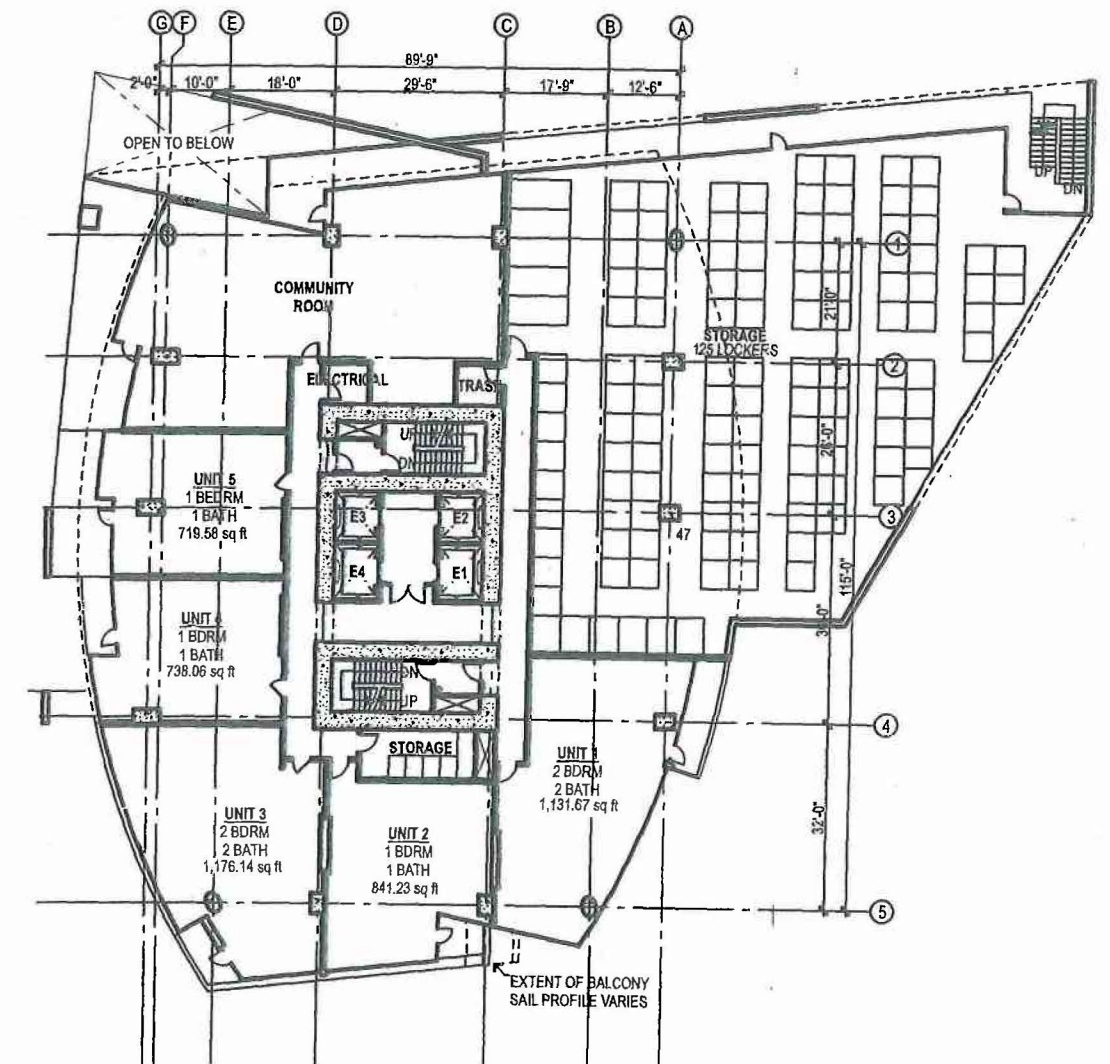 G F E D C B A
89'-9"
2'-0" 10'-0" 18'-0" 29'-6" 17'-9" 12'-6"
OPEN TO BELOW
UP
DN
1
COMMUNITY
ROOM
21'-10"
STORAGE
125 LOCKERS
2
ELECTRICAL
TRASH
UP
DN
26'-0"
UNIT 5
1 BEDRM
1 BATH
719.58 sq ft
E3 E2
3
47
E4 E1
115'-0"
UNIT 4
1 BDRM
1 BATH
738.06 sq ft
DN
UP
4
STORAGE
UNIT 1
2 BDRM
2 BATH
1,131.67 sq ft
32'-0"
UNIT 3
2 BDRM
2 BATH
1,176.14 sq ft
UNIT 2
1 BDRM
1 BATH
841.23 sq ft
5
EXTENT OF BALCONY
SAIL PROFILE VARIES